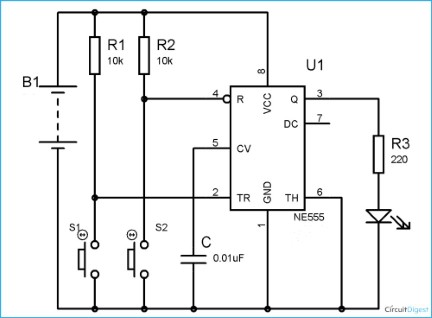 B1
R1
10k
R2
10k
U1
8
VCC
4
R
Q
3
DC
7
5
CV
R3
220
2
TR
GND
TH
6
1
NE555
S1
S2
C
0.01uF
CírcuitDigest